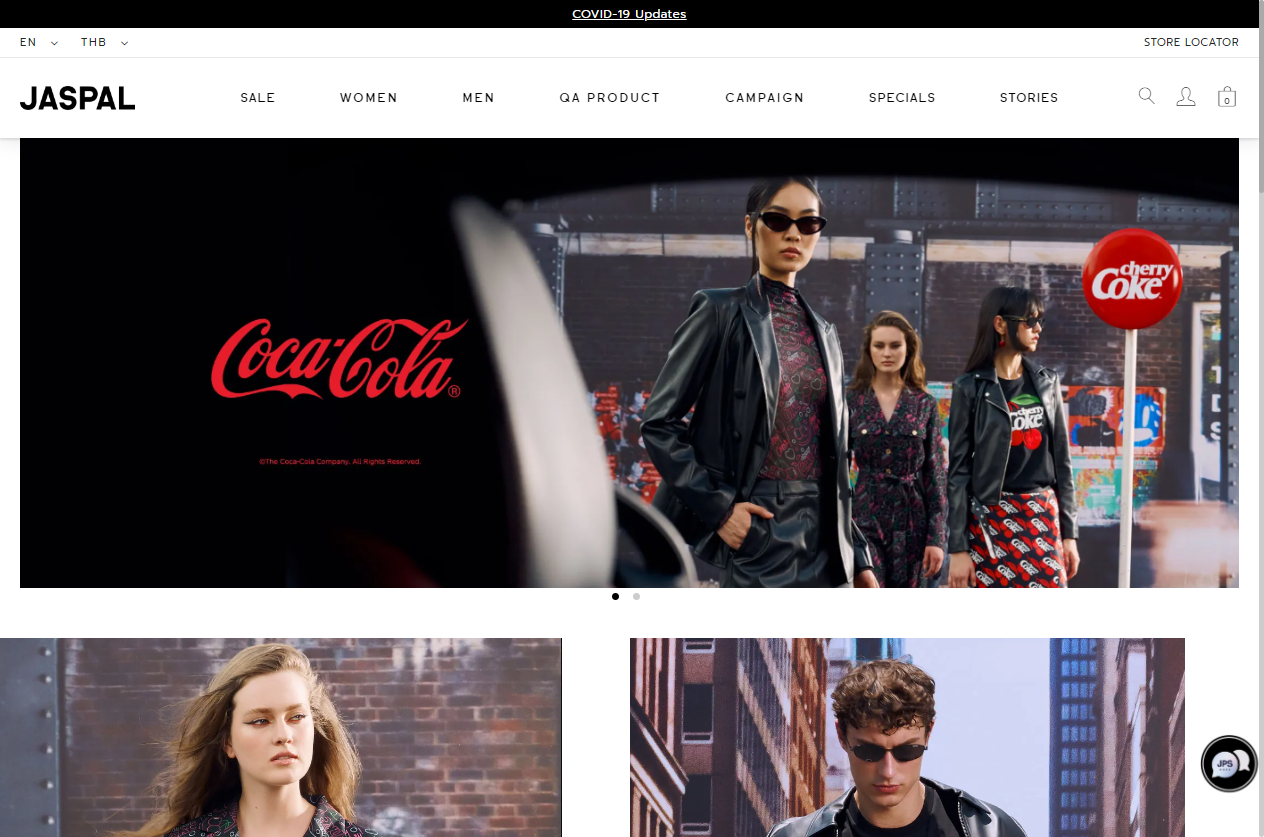 COVID-19 Updates
EN THB STORE LOCATOR
JASPAL SALE WOMEN MEN QA PRODUCT CAMPAIGN SPECIALS STORIES 0
cherry
Coke
Coca-Cola®
©The Coca-Cola Company. All Rights Reserved.
cherry
Coke
JPS